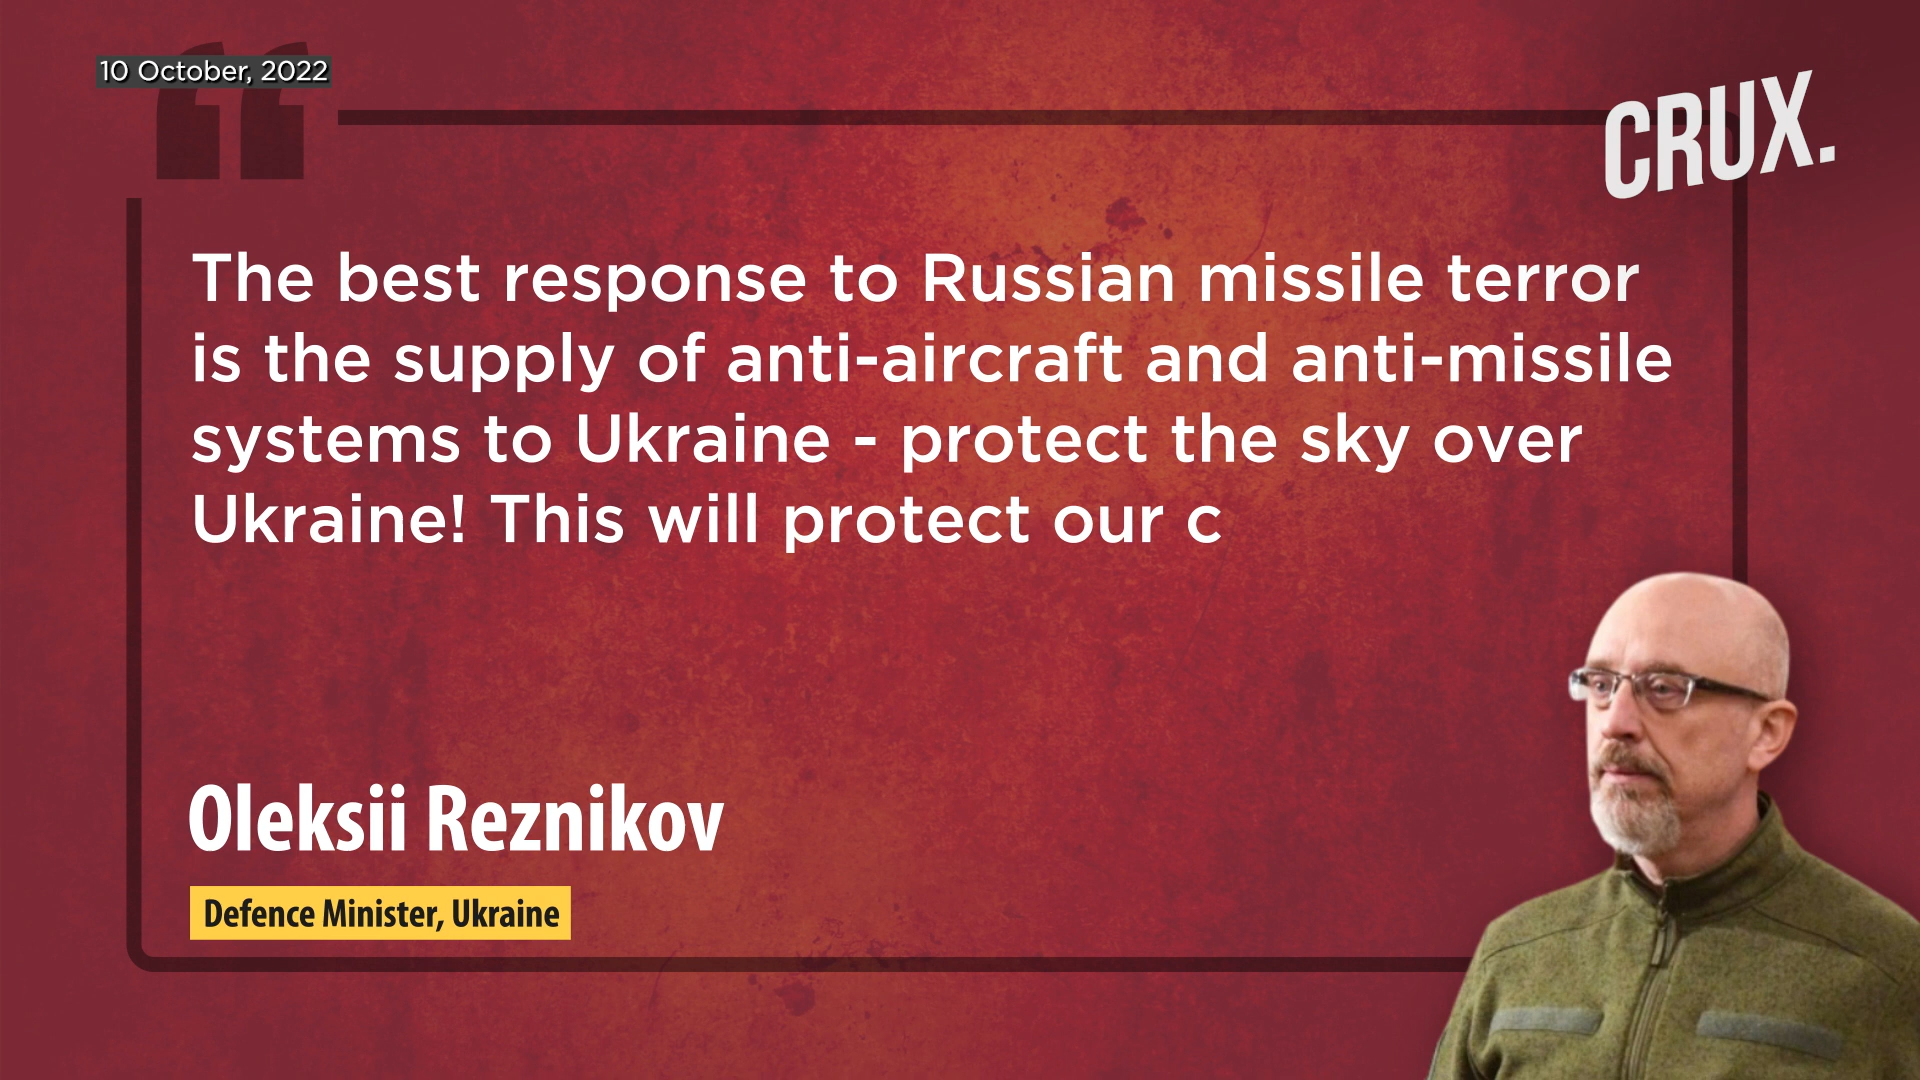 10 October, 2022
CRUX.
The best response to Russian missile terror
is the supply of anti-aircraft and anti-missile
systems to Ukraine - protect the sky over
Ukraine! This will protect our c
Oleksii Reznikov
Defence Minister, Ukraine